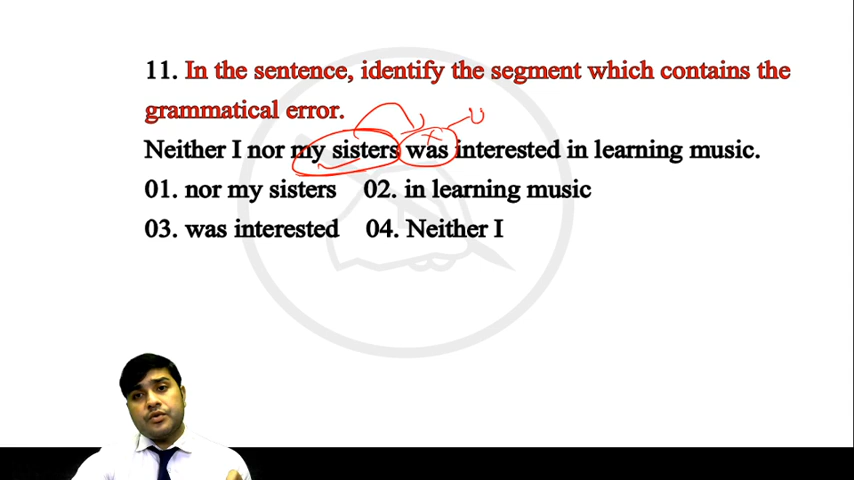 11. In the sentence, identify the segment which contains the
grammatical error.
Neither I nor my sisters was interested in learning music.
01. nor my sisters 02. in learning music
03. was interested 04. Neither I